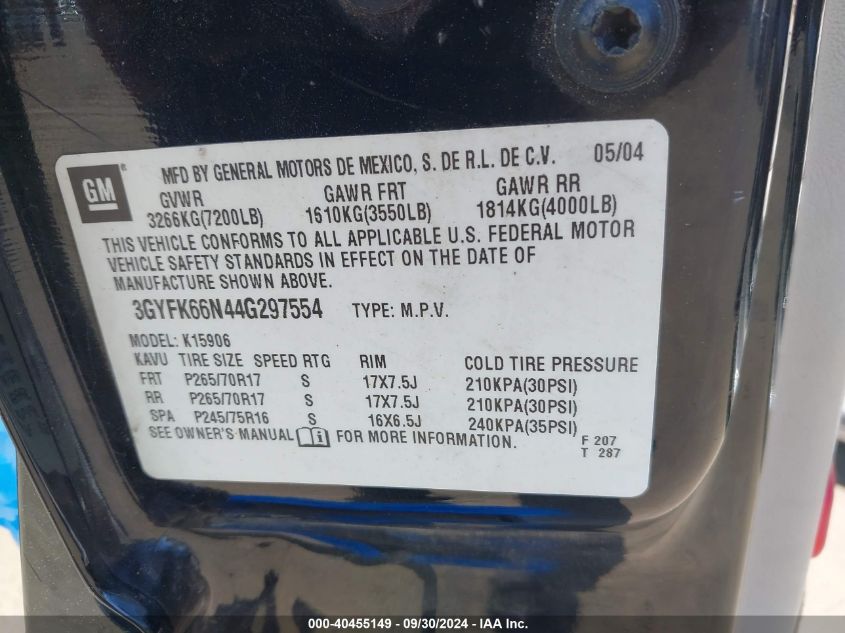 GM ® MFD BY GENERAL MOTORS DE MEXICO, S. DE R.L. DE C.V. 05/04
GVWR GAWR FRT GAWR RR
3266KG(7200LB) 1610KG(3550LB) 1814KG(4000LB)
THIS VEHICLE CONFORMS TO ALL APPLICABLE U.S. FEDERAL MOTOR
VEHICLE SAFETY STANDARDS IN EFFECT ON THE DATE OF
MANUFACTURE SHOWN ABOVE.
3GYFK66N44G297554 TYPE: M.P.V.
MODEL: K15906
KAVU TIRE SIZE SPEED RTG RIM COLD TIRE PRESSURE
FRT P265/70R17 S 17X7.5J 210KPA(30PSI)
RR P265/70R17 S 17X7.5J 210KPA(30PSI)
SPA P245/75R16 S 16X6.5J 240KPA(35PSI)
SEE OWNER'S MANUAL FOR MORE INFORMATION.
F 207
T 287
000-40455149 - 09/30/2024 - IAA Inc.